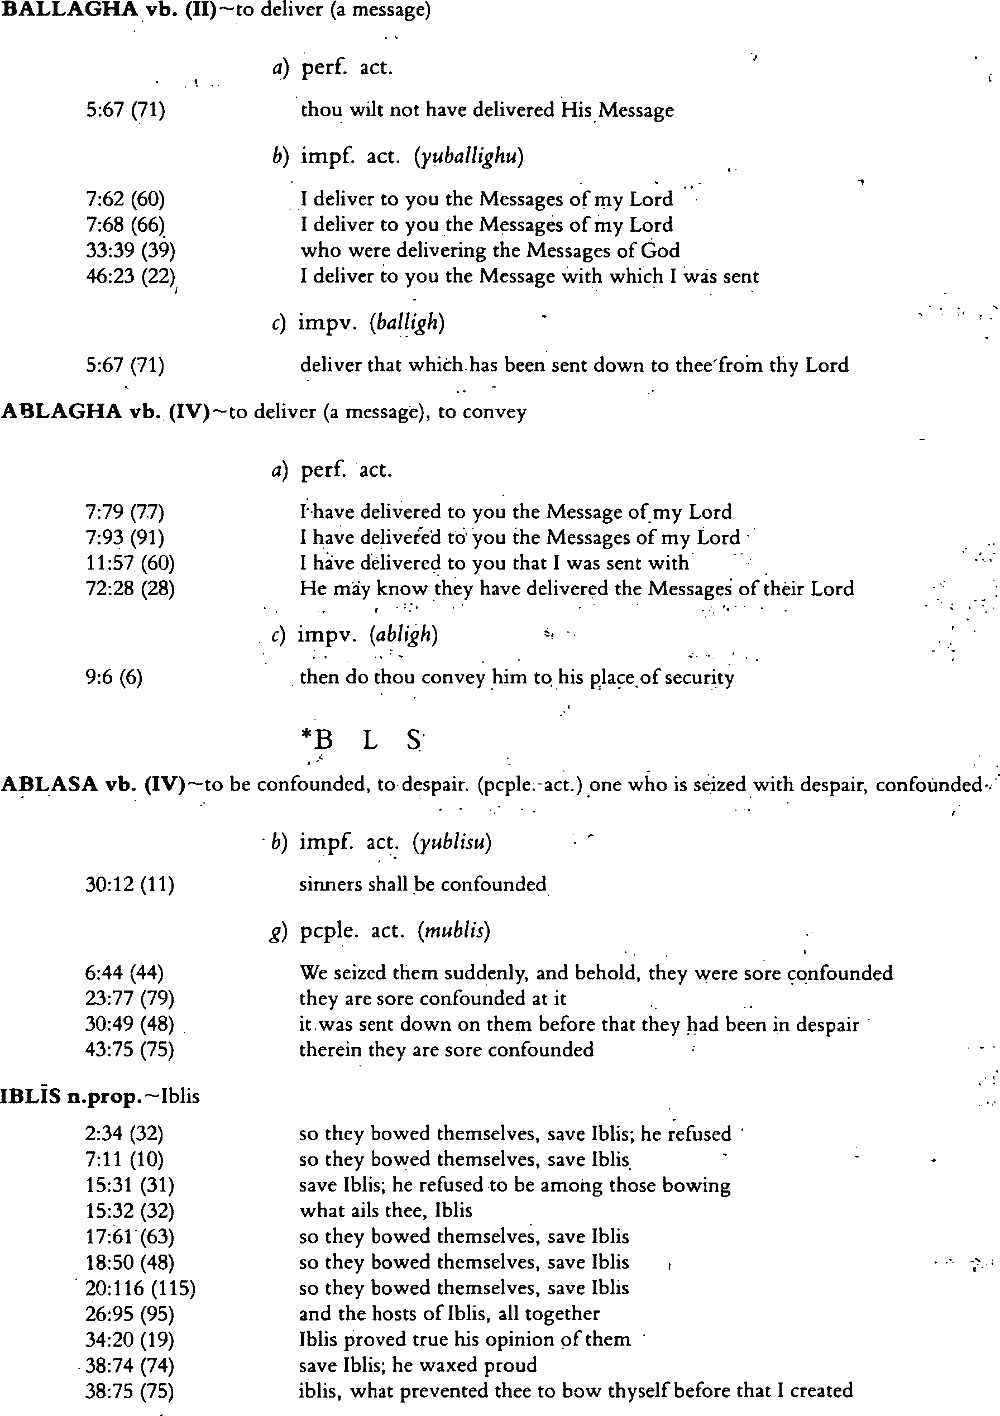 BALLAGHA vb. (II)~to deliver (a message)
a) perf. act.
5:67 (71) thou wilt not have delivered His Message
b) impf. act. (yuballighu)
7:62 (60) I deliver to you the Messages of my Lord
7:68 (66) I deliver to you the Messages of my Lord
33:39 (39) who were delivering the Messages of God
46:23 (22) I deliver to you the Message with which I was sent
c) impv. (balligh)
5:67 (71) deliver that which has been sent down to thee from thy Lord
ABLAGHA vb. (IV)~to deliver (a message), to convey
a) perf. act.
7:79 (77) I have delivered to you the Message of my Lord
7:93 (91) I have delivered to you the Messages of my Lord
11:57 (60) I have delivered to you that I was sent with
72:28 (28) He may know they have delivered the Messages of their Lord
c) impv. (abligh)
9:6 (6) then do thou convey him to his place of security
*B L S
ABLASA vb. (IV)~to be confounded, to despair. (pcple. act.) one who is seized with despair, confounded
b) impf. act. (yublisu)
30:12 (11) sinners shall be confounded
g) pcple. act. (mublis)
6:44 (44) We seized them suddenly, and behold, they were sore confounded
23:77 (79) they are sore confounded at it
30:49 (48) it was sent down on them before that they had been in despair
43:75 (75) therein they are sore confounded
IBLĪS n.prop.~Iblis
2:34 (32) so they bowed themselves, save Iblis; he refused
7:11 (10) so they bowed themselves, save Iblis
15:31 (31) save Iblis; he refused to be among those bowing
15:32 (32) what ails thee, Iblis
17:61 (63) so they bowed themselves, save Iblis
18:50 (48) so they bowed themselves, save Iblis
20:116 (115) so they bowed themselves, save Iblis
26:95 (95) and the hosts of Iblis, all together
34:20 (19) Iblis proved true his opinion of them
38:74 (74) save Iblis; he waxed proud
38:75 (75) iblis, what prevented thee to bow thyself before that I created